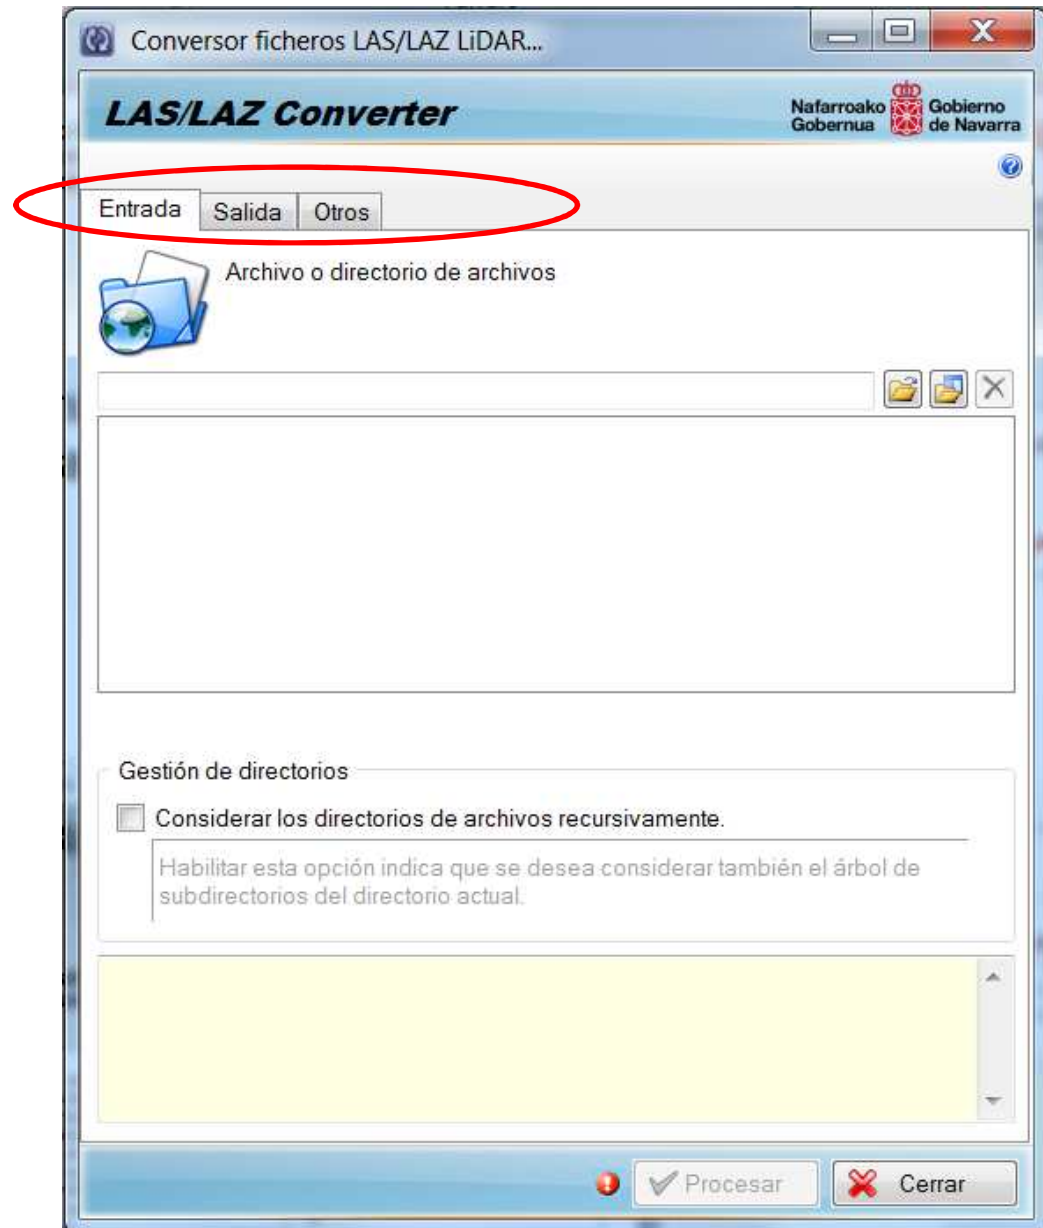 Conversor ficheros LAS/LAZ LiDAR...
LAS/LAZ Converter
Nafarroako Gobierno
Gobernua de Navarra
Entrada Salida Otros
Archivo o directorio de archivos
Gestión de directorios
Considerar los directorios de archivos recursivamente.
Habilitar esta opción indica que se desea considerar también el árbol de
subdirectorios del directorio actual.
Procesar Cerrar